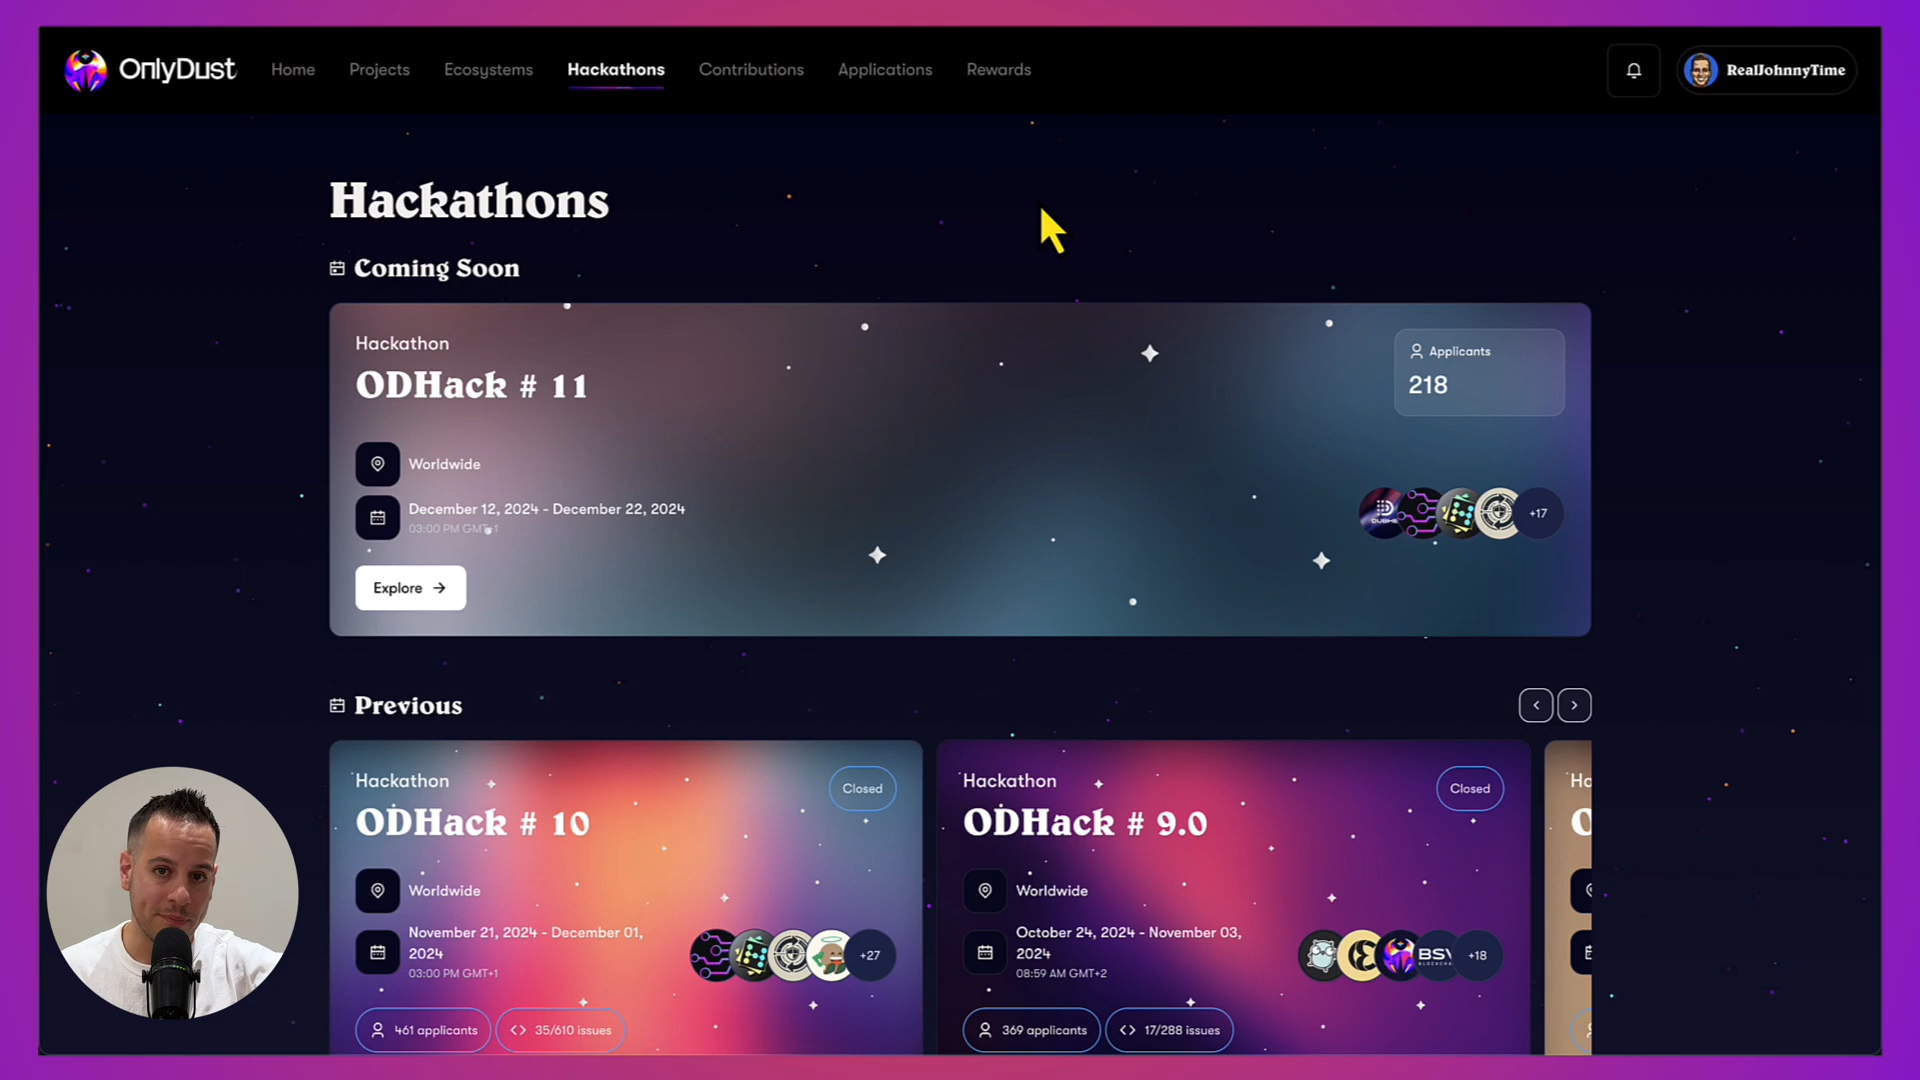 OnlyDust
Home
Projects
Ecosystems
Hackathons
Contributions
Applications
Rewards
RealJohnnyTime
Hackathons
Coming Soon
Hackathon
ODHack # 11
Applicants
218
Worldwide
December 12, 2024 - December 22, 2024
03:00 PM GMT+1
DUBHE
+17
Explore
Previous
Hackathon
Closed
ODHack # 10
Worldwide
November 21, 2024 - December 01,
2024
03:00 PM GMT+1
+27
461 applicants
35/610 issues
Hackathon
Closed
ODHack # 9.0
Worldwide
October 24, 2024 - November 03,
2024
08:59 AM GMT+2
BSV
BLOCKCHAIN
+18
369 applicants
17/288 issues
Ha
O